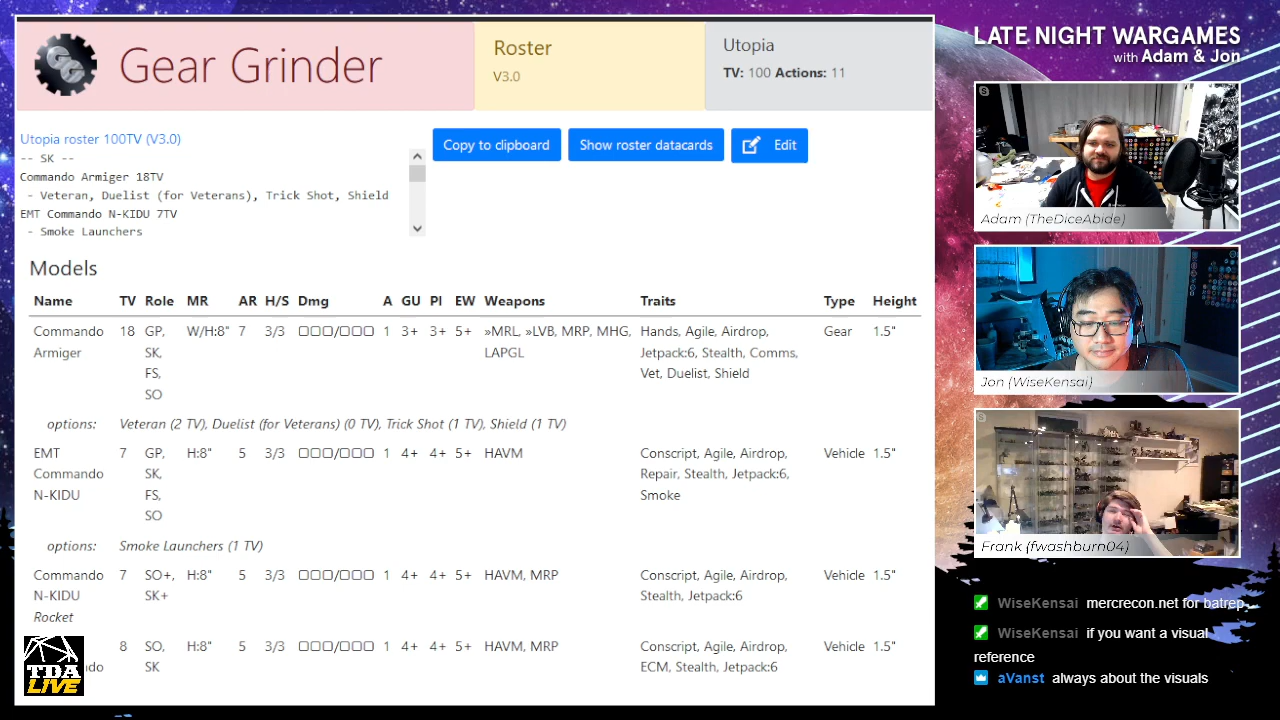 Gear Grinder
Roster
V3.0
Utopia
TV: 100 Actions: 11
Utopia roster 100TV (V3.0)
-- SK --
Commando Armiger 18TV
- Veteran, Duelist (for Veterans), Trick Shot, Shield
EMT Commando N-KIDU 7TV
- Smoke Launchers
Copy to clipboard
Show roster datacards
Edit
Models
Name TV Role MR AR H/S Dmg A GU PI EW Weapons Traits Type Height
Commando 18 GP, W/H:8" 7 3/3 □□□/□□□ 1 3+ 3+ 5+ »MRL, »LVB, MRP, MHG, Hands, Agile, Airdrop, Gear 1.5"
Armiger SK, LAPGL Jetpack:6, Stealth, Comms,
FS, Vet, Duelist, Shield
SO
options: Veteran (2 TV), Duelist (for Veterans) (0 TV), Trick Shot (1 TV), Shield (1 TV)
EMT 7 GP, H:8" 5 3/3 □□□/□□□ 1 4+ 4+ 5+ HAVM Conscript, Agile, Airdrop, Vehicle 1.5"
Commando SK, Repair, Stealth, Jetpack:6,
N-KIDU FS, Smoke
SO
options: Smoke Launchers (1 TV)
Commando 7 SO+, H:8" 5 3/3 □□□/□□□ 1 4+ 4+ 5+ HAVM, MRP Conscript, Agile, Airdrop, Vehicle 1.5"
N-KIDU SK+ Stealth, Jetpack:6
Rocket
8 SO, H:8" 5 3/3 □□□/□□□ 1 4+ 4+ 5+ HAVM, MRP Conscript, Agile, Airdrop, Vehicle 1.5"
SK ECM, Stealth, Jetpack:6
TDA
LIVE
LATE NIGHT WARGAMES
with Adam & Jon
Adam (TheDiceAbide)
Jon (WiseKensai)
Frank (fwashburn04)
WiseKensai mercrecon.net for batrep
WiseKensai if you want a visual
reference
aVanst always about the visuals